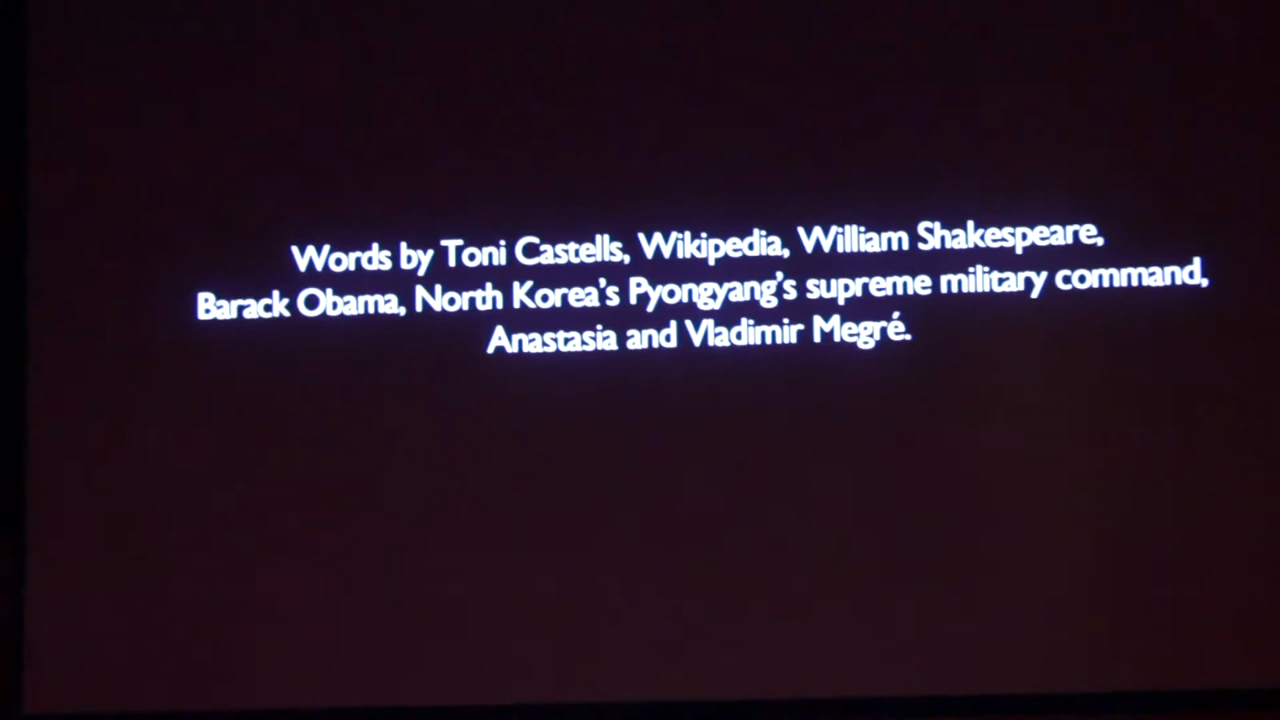 Words by Toni Castells, Wikipedia, William Shakespeare,
Barack Obama, North Korea's Pyongyang's supreme military command,
Anastasia and Vladimir Megré.